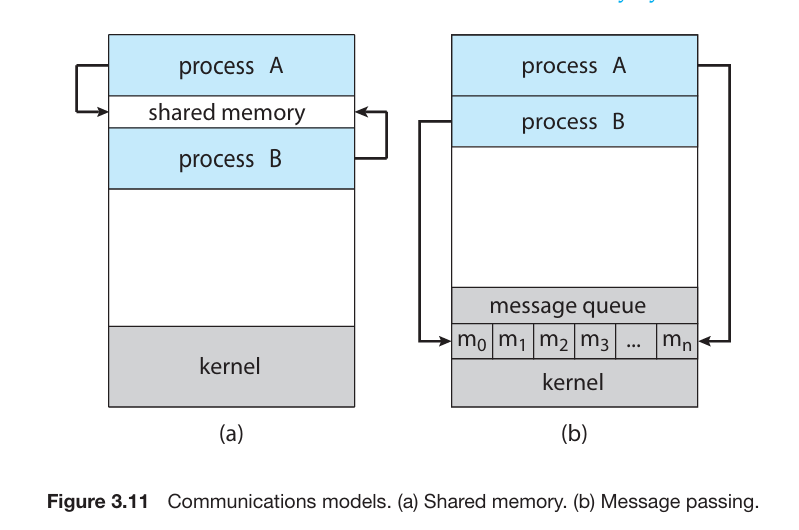 process A
shared memory
process B
kernel
(a)
process A
process B
message queue
m0 m1 m2 m3 ... mn
kernel
(b)
Figure 3.11 Communications models. (a) Shared memory. (b) Message passing.